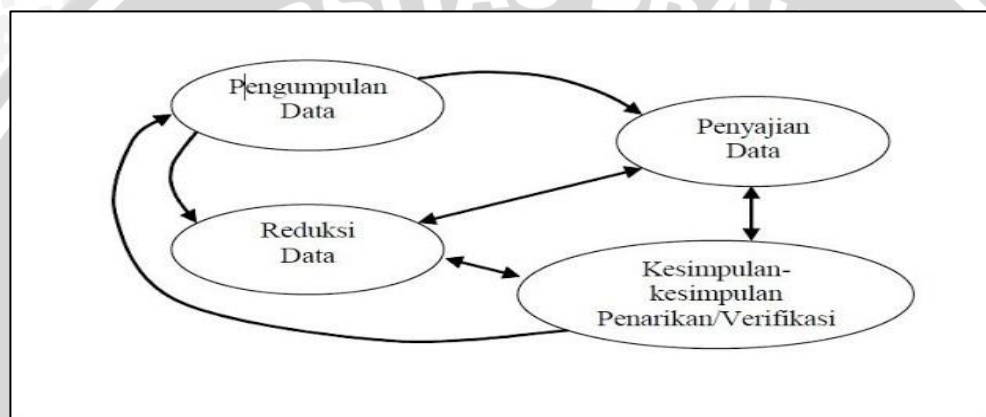 Pengumpulan
Data
Penyajian
Data
Reduksi
Data
Kesimpulan-
kesimpulan
Penarikan/Verifikasi